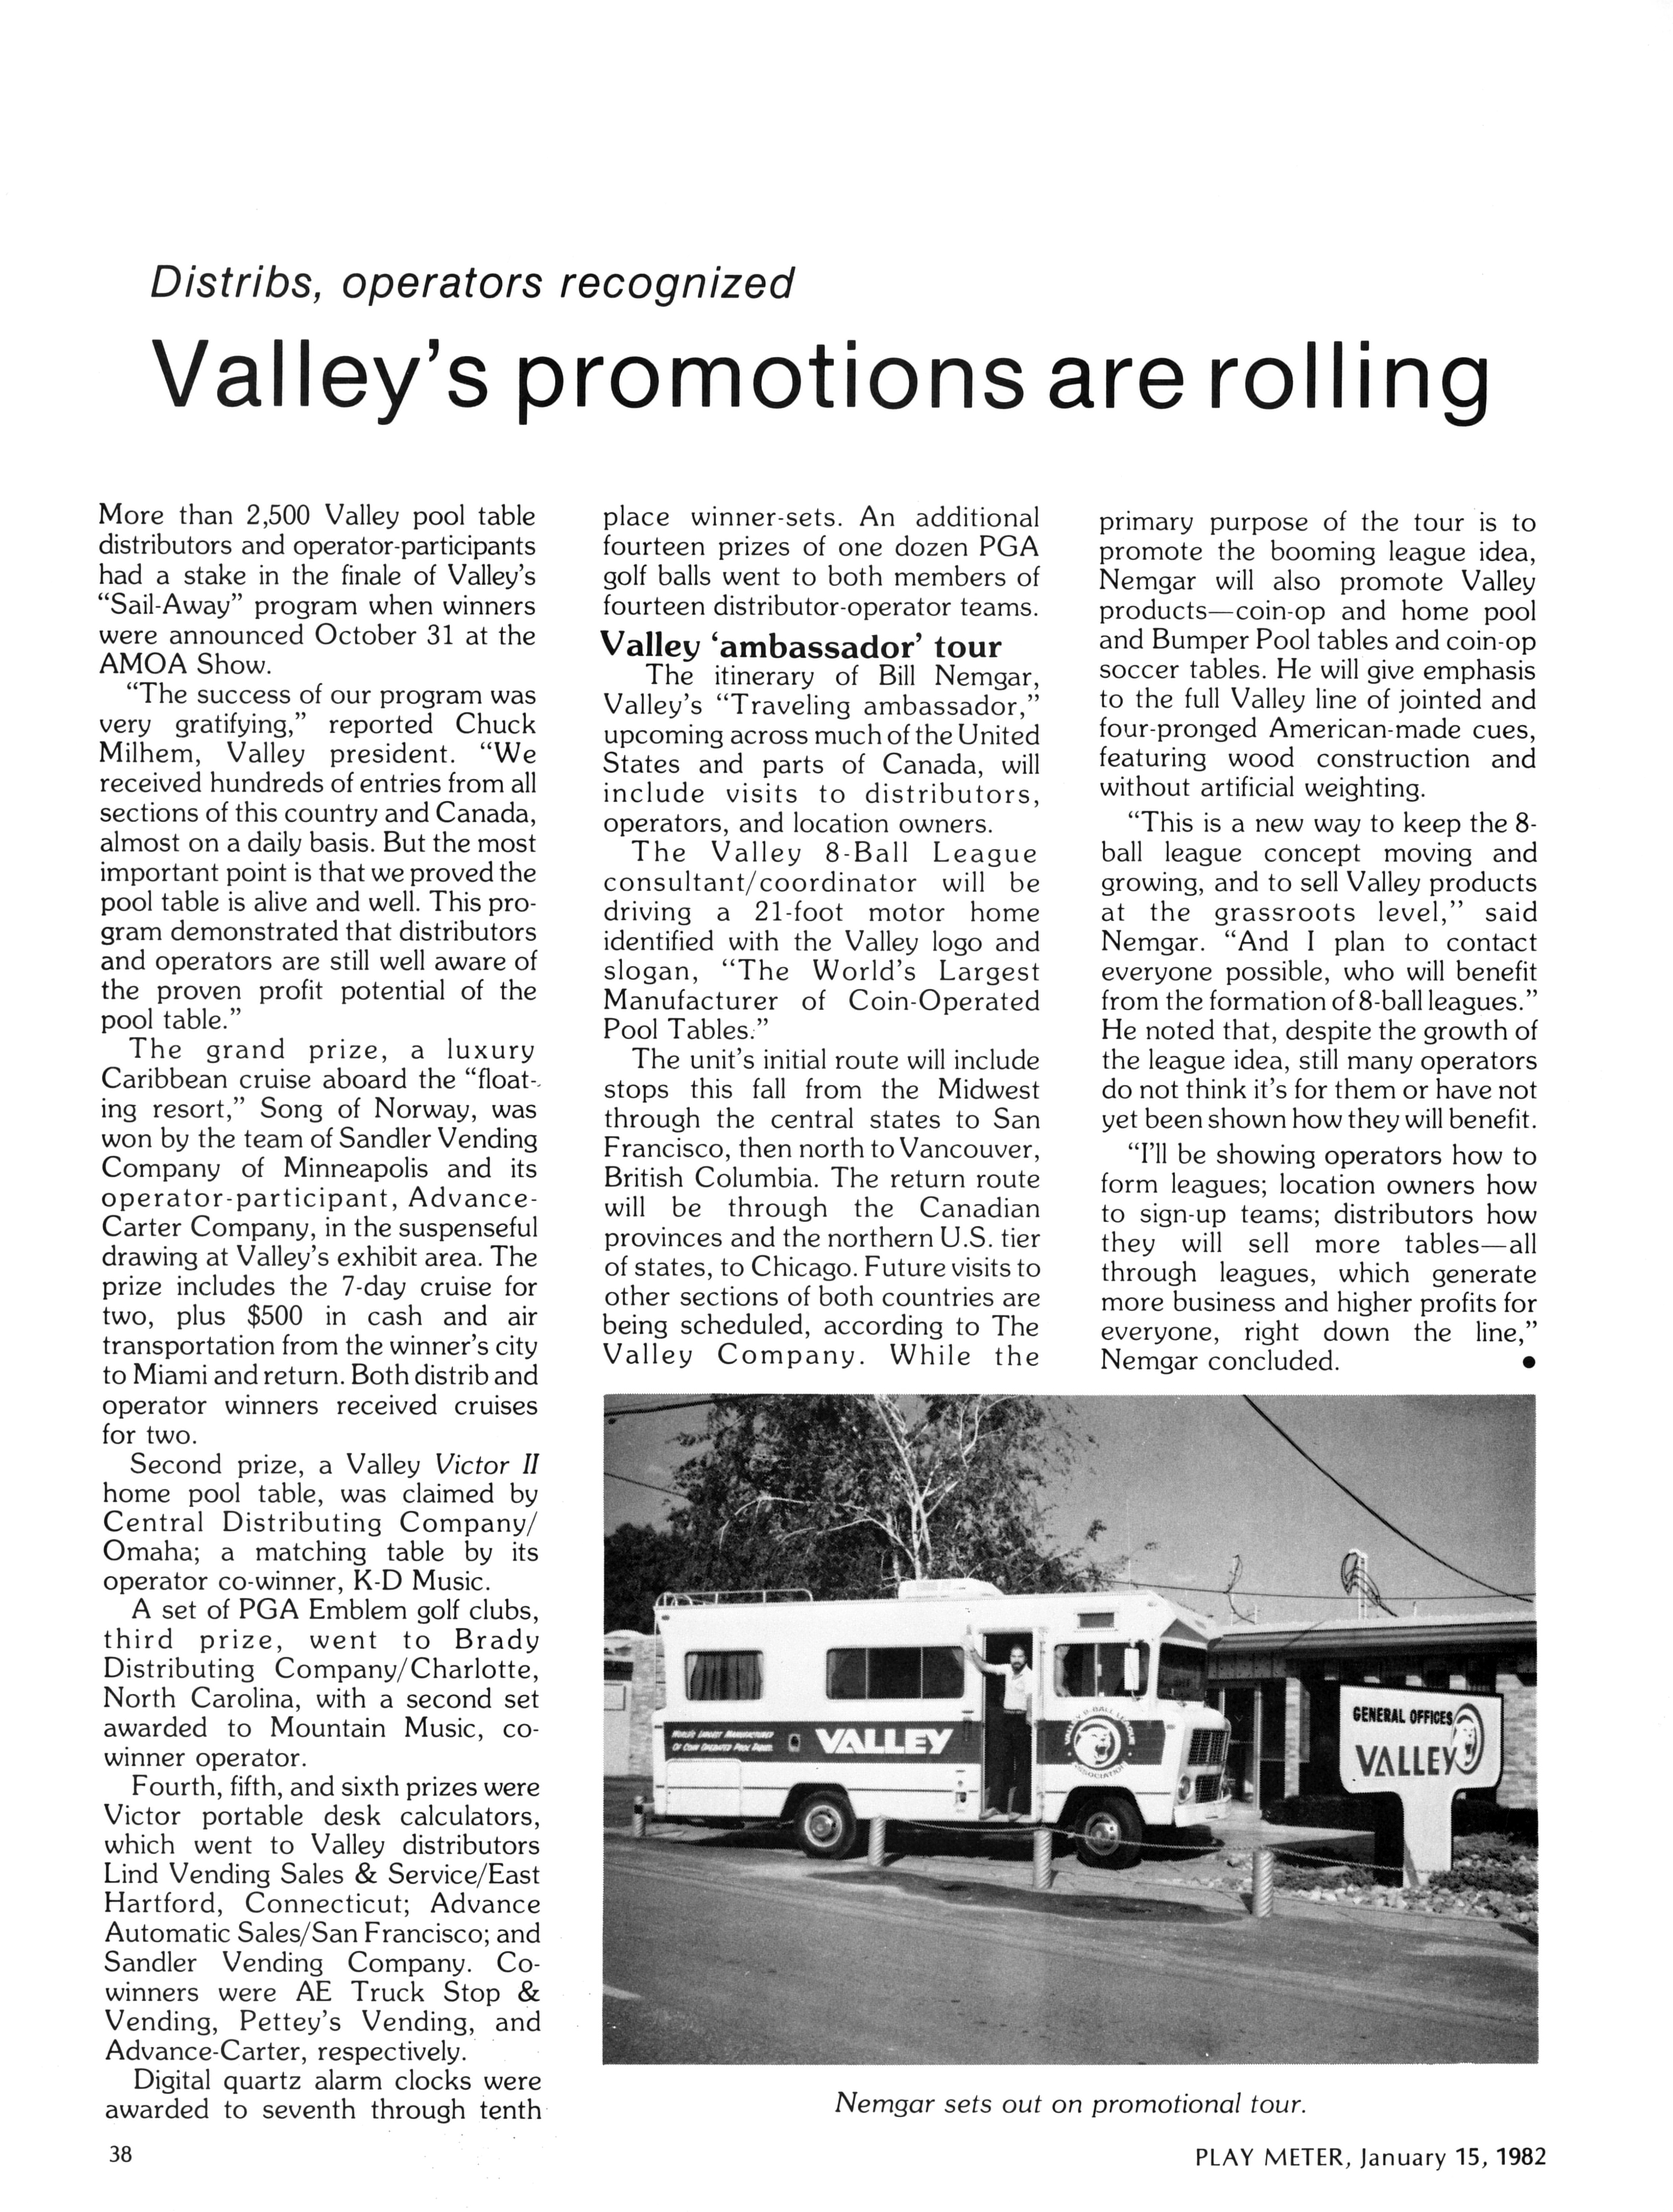 Distribs, operators recognized
Valley's promotions are rolling
More than 2,500 Valley pool table
distributors and operator-participants
had a stake in the finale of Valley's
“Sail-Away” program when winners
were announced October 31 at the
AMOA Show.
“The success of our program was
very gratifying,” reported Chuck
Milhem, Valley president. “We
received hundreds of entries from all
sections of this country and Canada,
almost on a daily basis. But the most
important point is that we proved the
pool table is alive and well. This pro-
gram demonstrated that distributors
and operators are still well aware of
the proven profit potential of the
pool table.”
The grand prize, a luxury
Caribbean cruise aboard the “float-
ing resort,” Song of Norway, was
won by the team of Sandler Vending
Company of Minneapolis and its
operator-participant, Advance-
Carter Company, in the suspenseful
drawing at Valley's exhibit area. The
prize includes the 7-day cruise for
two, plus $500 in cash and air
transportation from the winner's city
to Miami and return. Both distrib and
operator winners received cruises
for two.
Second prize, a Valley Victor II
home pool table, was claimed by
Central Distributing Company/
Omaha; a matching table by its
operator co-winner, K-D Music.
A set of PGA Emblem golf clubs,
third prize, went to Brady
Distributing Company/Charlotte,
North Carolina, with a second set
awarded to Mountain Music, co-
winner operator.
Fourth, fifth, and sixth prizes were
Victor portable desk calculators,
which went to Valley distributors
Lind Vending Sales & Service/East
Hartford, Connecticut; Advance
Automatic Sales/San Francisco; and
Sandler Vending Company. Co-
winners were AE Truck Stop &
Vending, Pettey's Vending, and
Advance-Carter, respectively.
Digital quartz alarm clocks were
awarded to seventh through tenth
place winner-sets. An additional
fourteen prizes of one dozen PGA
golf balls went to both members of
fourteen distributor-operator teams.
Valley ‘ambassador’ tour
The itinerary of Bill Nemgar,
Valley's “Traveling ambassador,”
upcoming across much of the United
States and parts of Canada, will
include visits to distributors,
operators, and location owners.
The Valley 8-Ball League
consultant/coordinator will be
driving a 21-foot motor home
identified with the Valley logo and
slogan, “The World's Largest
Manufacturer of Coin-Operated
Pool Tables.”
The unit's initial route will include
stops this fall from the Midwest
through the central states to San
Francisco, then north to Vancouver,
British Columbia. The return route
will be through the Canadian
provinces and the northern U.S. tier
of states, to Chicago. Future visits to
other sections of both countries are
being scheduled, according to The
Valley Company. While the
primary purpose of the tour is to
promote the booming league idea,
Nemgar will also promote Valley
products—coin-op and home pool
and Bumper Pool tables and coin-op
soccer tables. He will give emphasis
to the full Valley line of jointed and
four-pronged American-made cues,
featuring wood construction and
without artificial weighting.
“This is a new way to keep the 8-
ball league concept moving and
growing, and to sell Valley products
at the grassroots level,” said
Nemgar. “And I plan to contact
everyone possible, who will benefit
from the formation of 8-ball leagues.”
He noted that, despite the growth of
the league idea, still many operators
do not think it's for them or have not
yet been shown how they will benefit.
“I'll be showing operators how to
form leagues; location owners how
to sign-up teams; distributors how
they will sell more tables—all
through leagues, which generate
more business and higher profits for
everyone, right down the line,”
Nemgar concluded. ●
WORLD'S LARGEST MANUFACTURER
OF COIN OPERATED POOL TABLES
VALLEY
VALLEY 8-BALL LEAGUE
ASSOCIATION
GENERAL OFFICES
VALLEY
Nemgar sets out on promotional tour.
38
PLAY METER, January 15, 1982